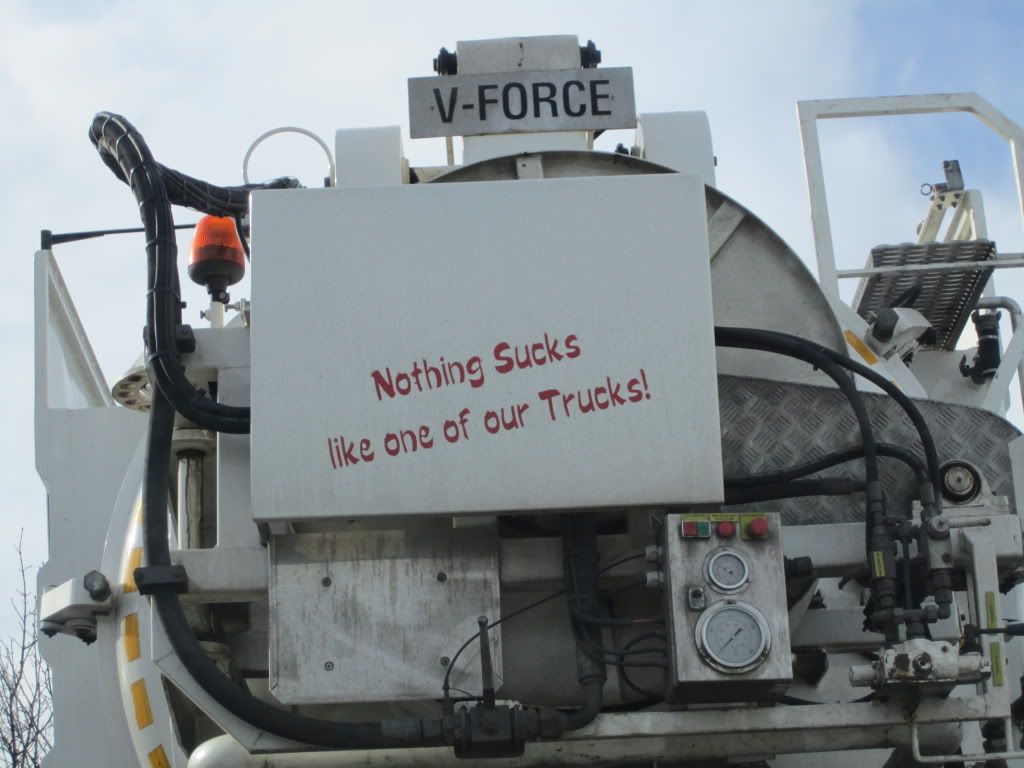 V-FORCE
Nothing Sucks
like one of our Trucks!